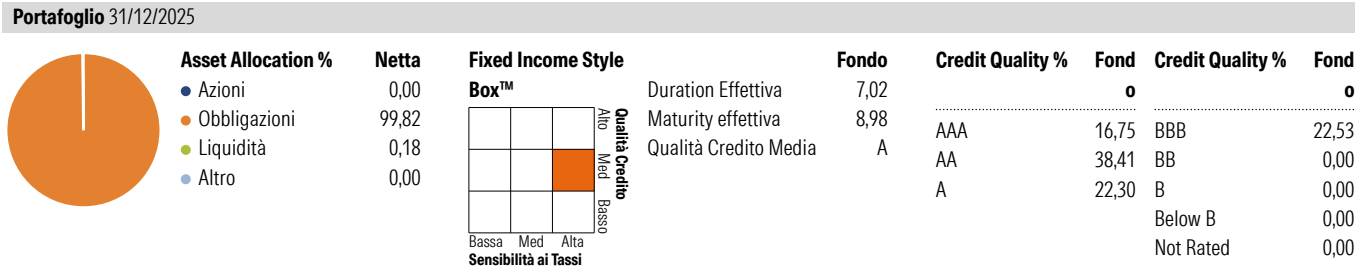 Portafoglio 31/12/2025
Asset Allocation % Netta
Azioni 0,00
Obbligazioni 99,82
Liquidità 0,18
Altro 0,00
Fixed Income Style
Box™
Alto Med Basso
Qualità Credito
Bassa Med Alta
Sensibilità ai Tassi
Fondo
Duration Effettiva 7,02
Maturity effettiva 8,98
Qualità Credito Media A
Credit Quality % Fond
o
AAA 16,75
AA 38,41
A 22,30
Credit Quality % Fond
o
BBB 22,53
BB 0,00
B 0,00
Below B 0,00
Not Rated 0,00